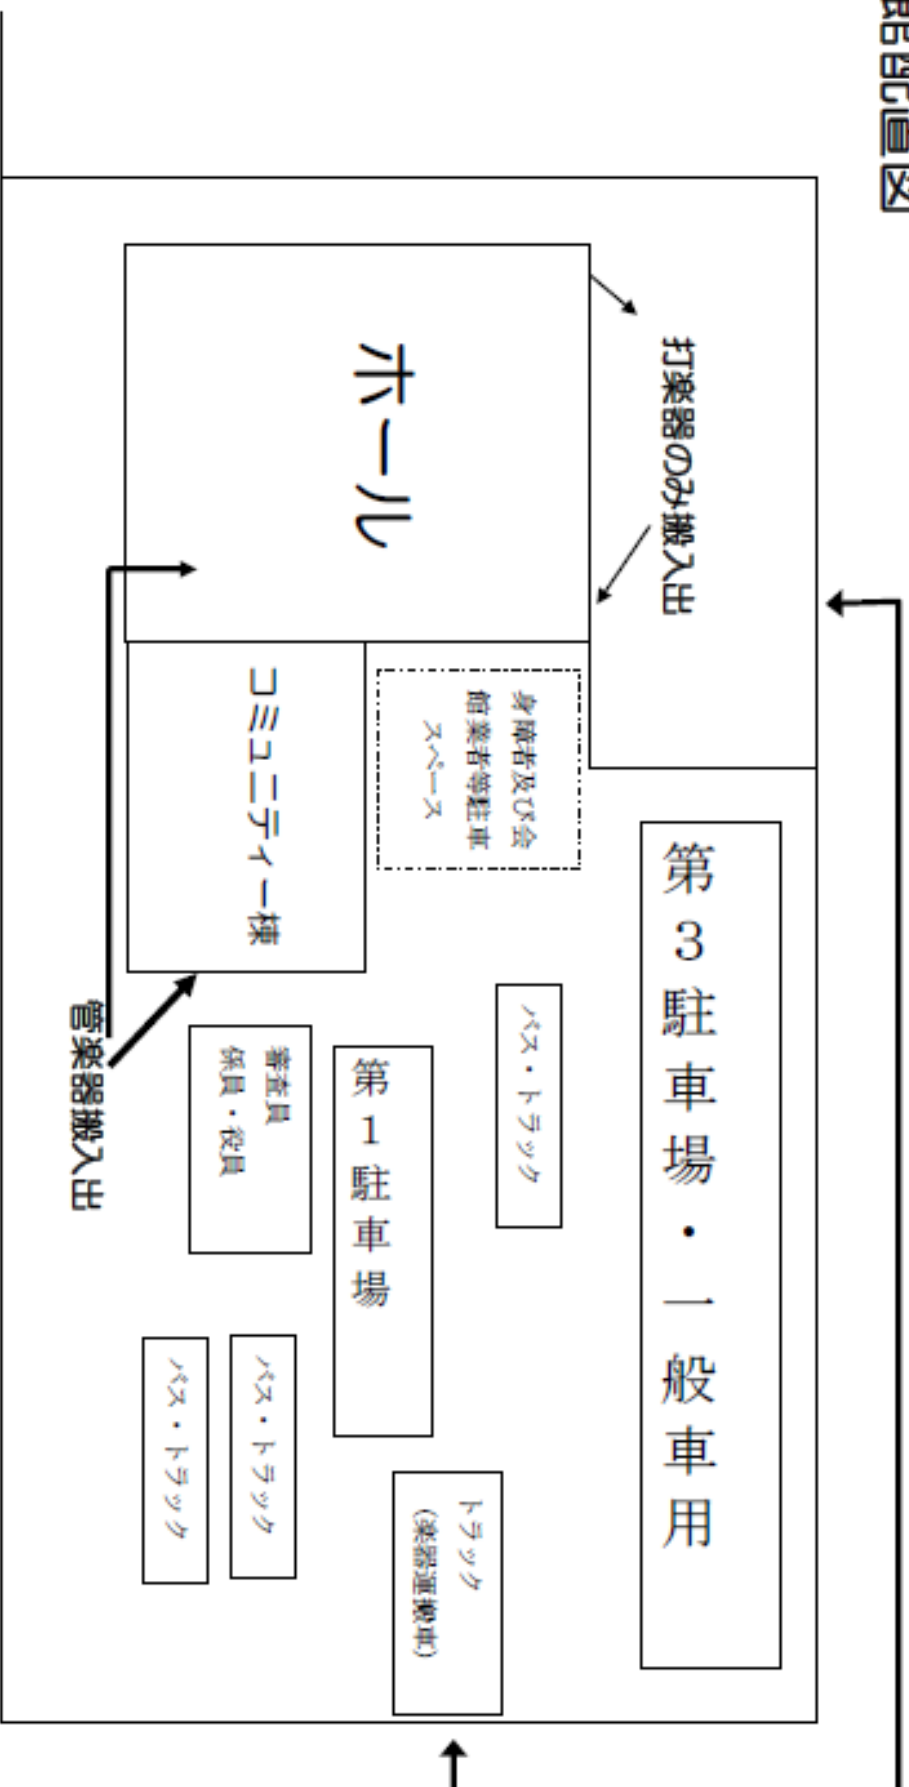 配置図
打楽器のみ搬入出
ホール
身障者及び会
館業者等駐車
スペース
コミュニティー棟
第3駐車場・一般車用
バス・トラック
第1駐車場
審査員
係員・役員
管楽器搬入出
バス・トラック
バス・トラック
トラック
(楽器運搬車)